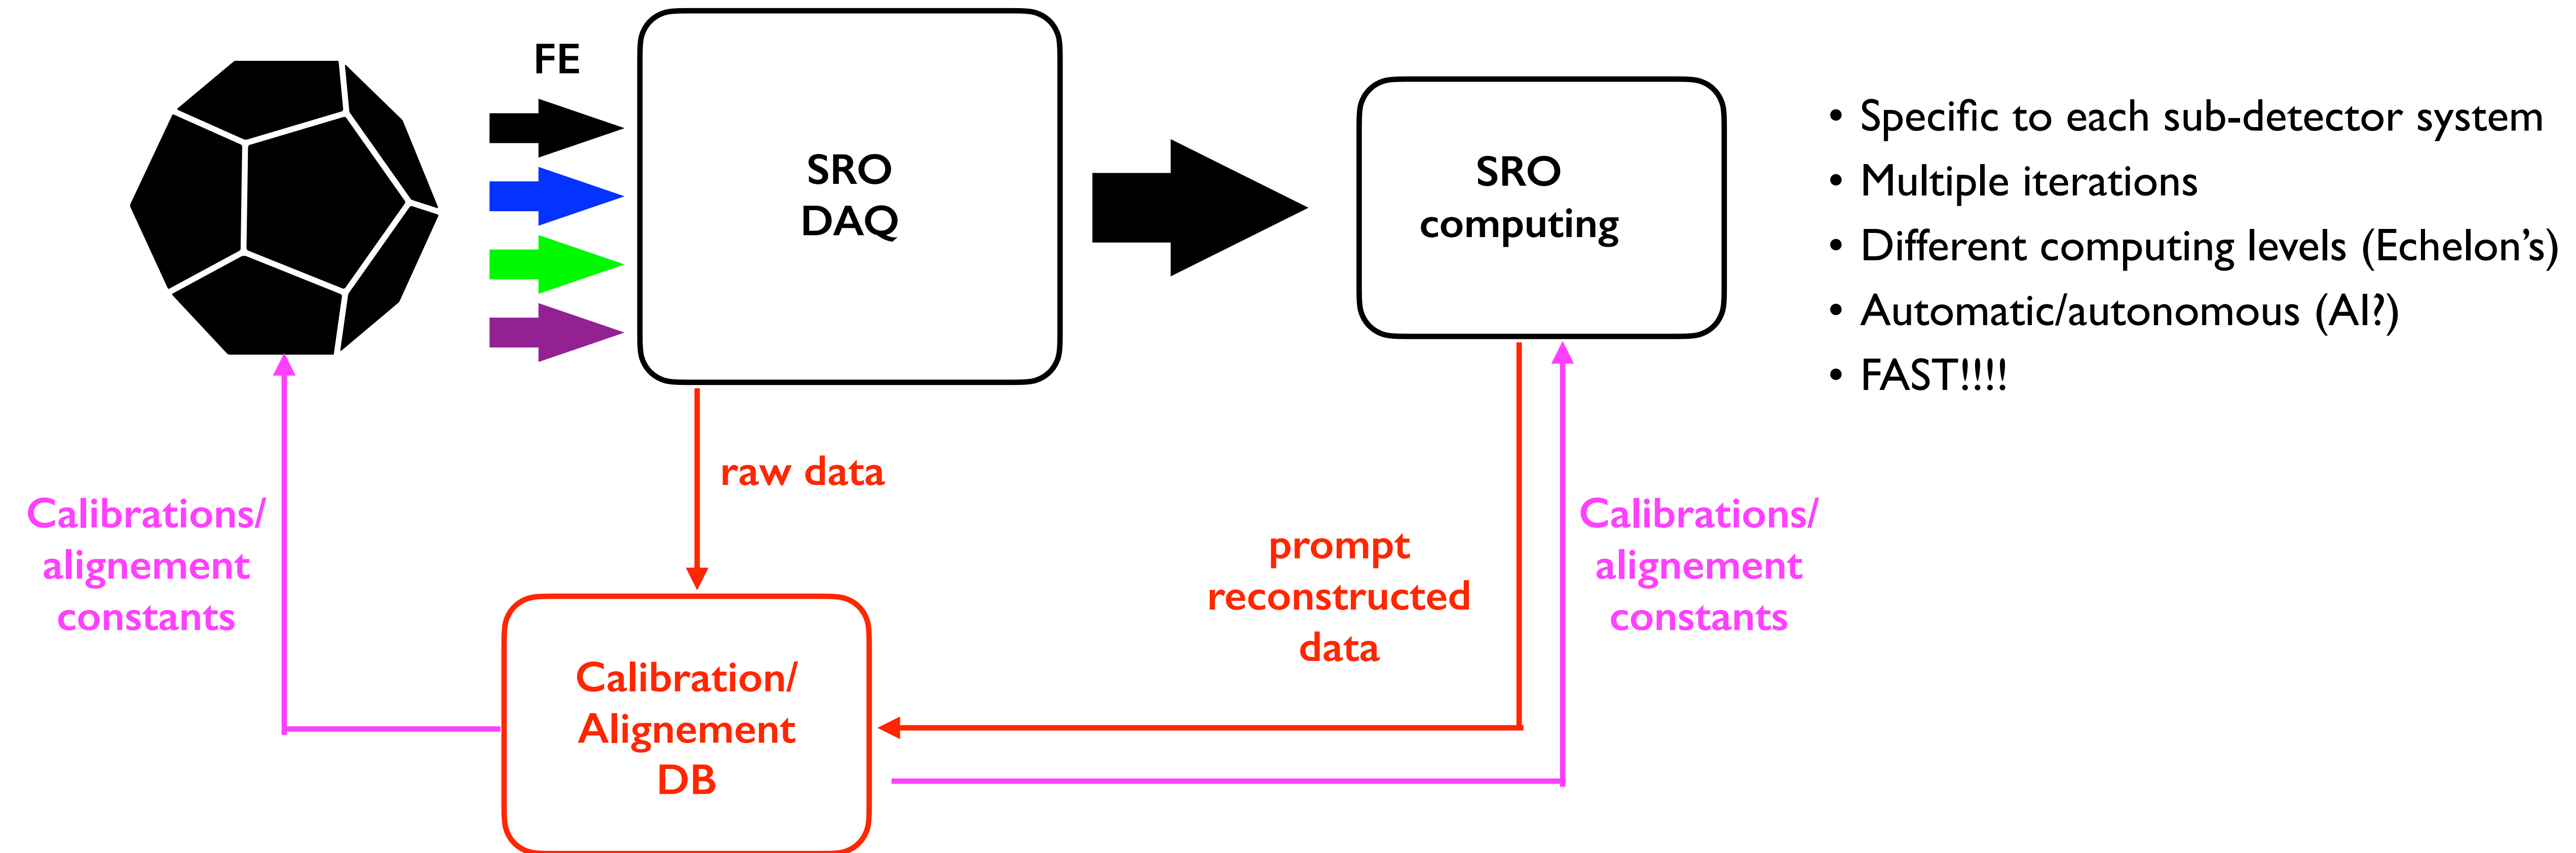 FE
SRO
DAQ
SRO
computing
• Specific to each sub-detector system
• Multiple iterations
• Different computing levels (Echelon’s)
• Automatic/autonomous (AI?)
• FAST!!!!
raw data
Calibrations/
alignement
constants
prompt
reconstructed
data
Calibrations/
alignement
constants
Calibration/
Alignement
DB